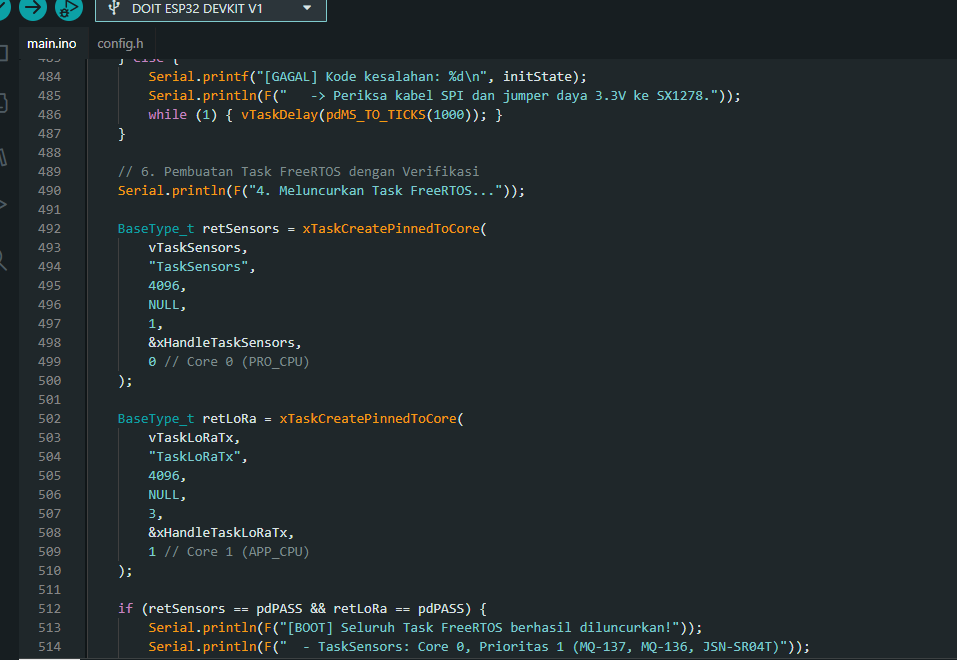 DOIT ESP32 DEVKIT V1
main.ino config.h
483 } else {
484 Serial.printf("[GAGAL] Kode kesalahan: %d\n", initState);
485 Serial.println(F("   -> Periksa kabel SPI dan jumper daya 3.3V ke SX1278."));
486 while (1) { vTaskDelay(pdMS_TO_TICKS(1000)); }
487 }
488
489 // 6. Pembuatan Task FreeRTOS dengan Verifikasi
490 Serial.println(F("4. Meluncurkan Task FreeRTOS..."));
491
492 BaseType_t retSensors = xTaskCreatePinnedToCore(
493 vTaskSensors,
494 "TaskSensors",
495 4096,
496 NULL,
497 1,
498 &xHandleTaskSensors,
499 0 // Core 0 (PRO_CPU)
500 );
501
502 BaseType_t retLoRa = xTaskCreatePinnedToCore(
503 vTaskLoRaTx,
504 "TaskLoRaTx",
505 4096,
506 NULL,
507 3,
508 &xHandleTaskLoRaTx,
509 1 // Core 1 (APP_CPU)
510 );
511
512 if (retSensors == pdPASS && retLoRa == pdPASS) {
513 Serial.println(F("[BOOT] Seluruh Task FreeRTOS berhasil diluncurkan!"));
514 Serial.println(F("  - TaskSensors: Core 0, Prioritas 1 (MQ-137, MQ-136, JSN-SR04T)"));